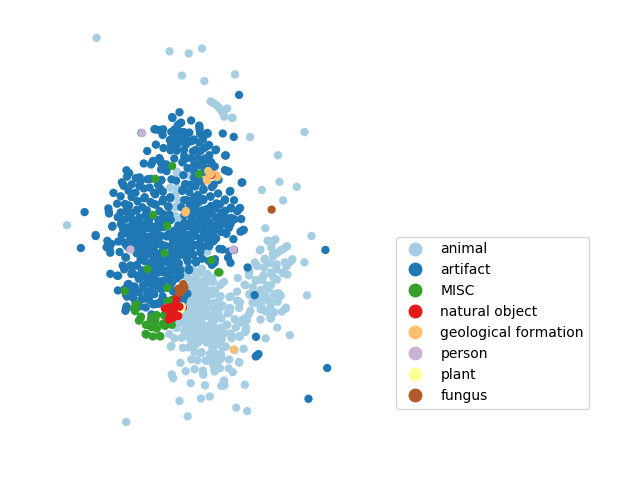 animal
artifact
MISC
natural object
geological formation
person
plant
fungus